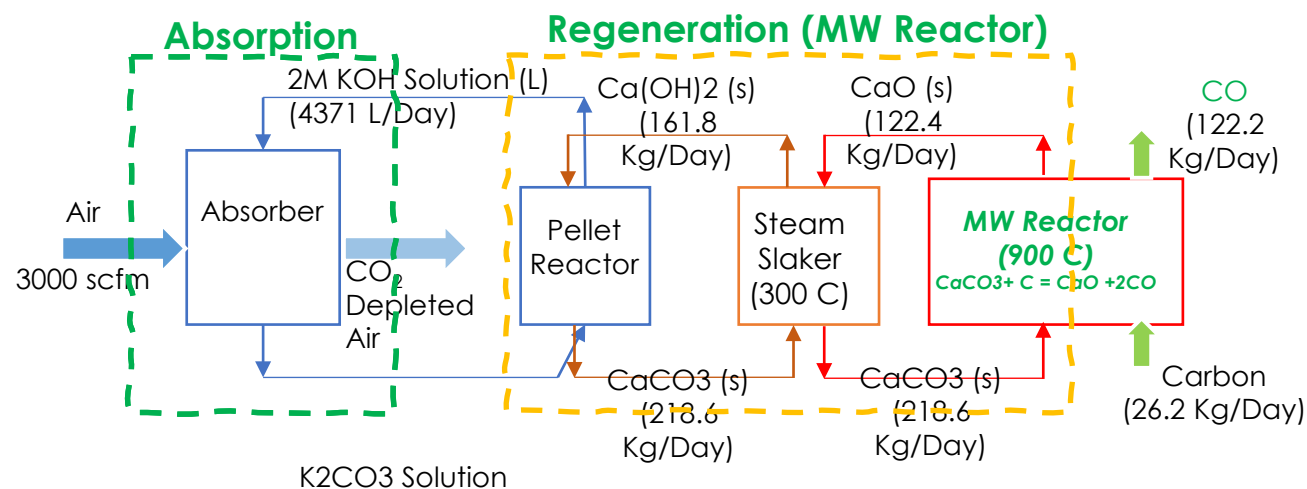 Absorption
Regeneration (MW Reactor)
2M KOH Solution (L)
(4371 L/Day)
Ca(OH)2 (s)
(161.8
Kg/Day)
CaO (s)
(122.4
Kg/Day)
CO
(122.2
Kg/Day)
Air
3000 scfm
Absorber
CO₂
Depleted
Air
Pellet
Reactor
Steam
Slaker
(300 C)
MW Reactor
(900 C)
CaCO3+ C = CaO +2CO
CaCO3 (s)
(218.6
Kg/Day)
CaCO3 (s)
(218.6
Kg/Day)
Carbon
(26.2 Kg/Day)
K2CO3 Solution